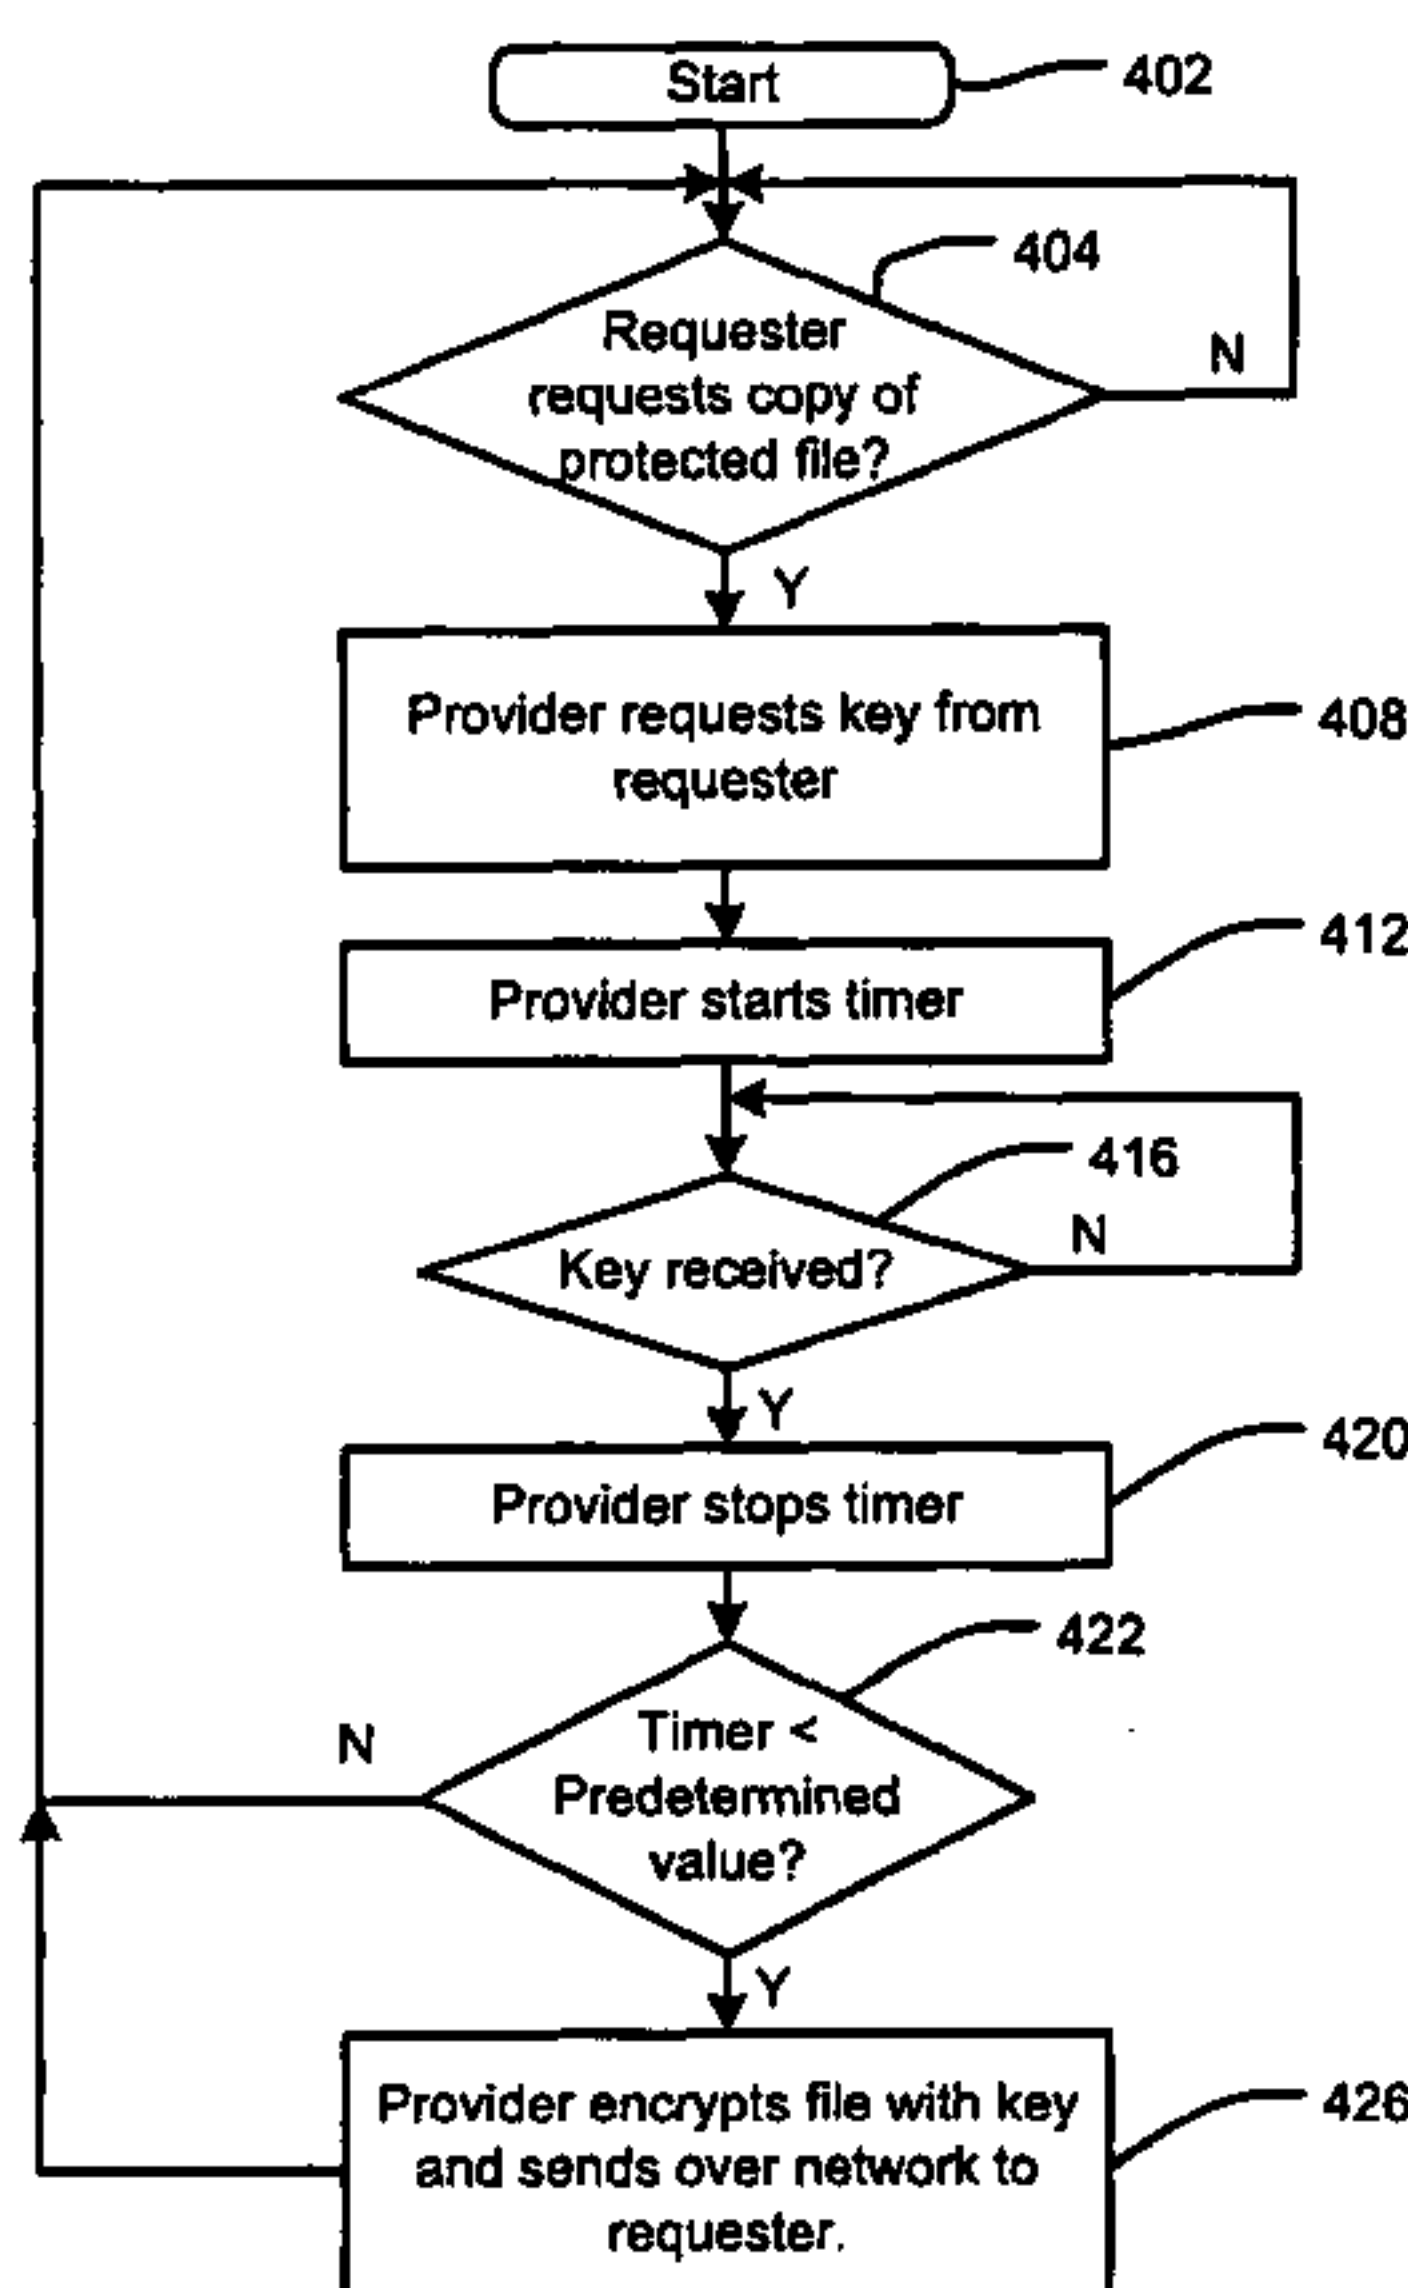 Start
402
404
Requester
requests copy of
protected file?
N
Y
Provider requests key from
requester
408
412
Provider starts timer
416
Key received?
N
Y
420
Provider stops timer
422
N
Timer <
Predetermined
value?
Y
Provider encrypts file with key
and sends over network to
requester.
426